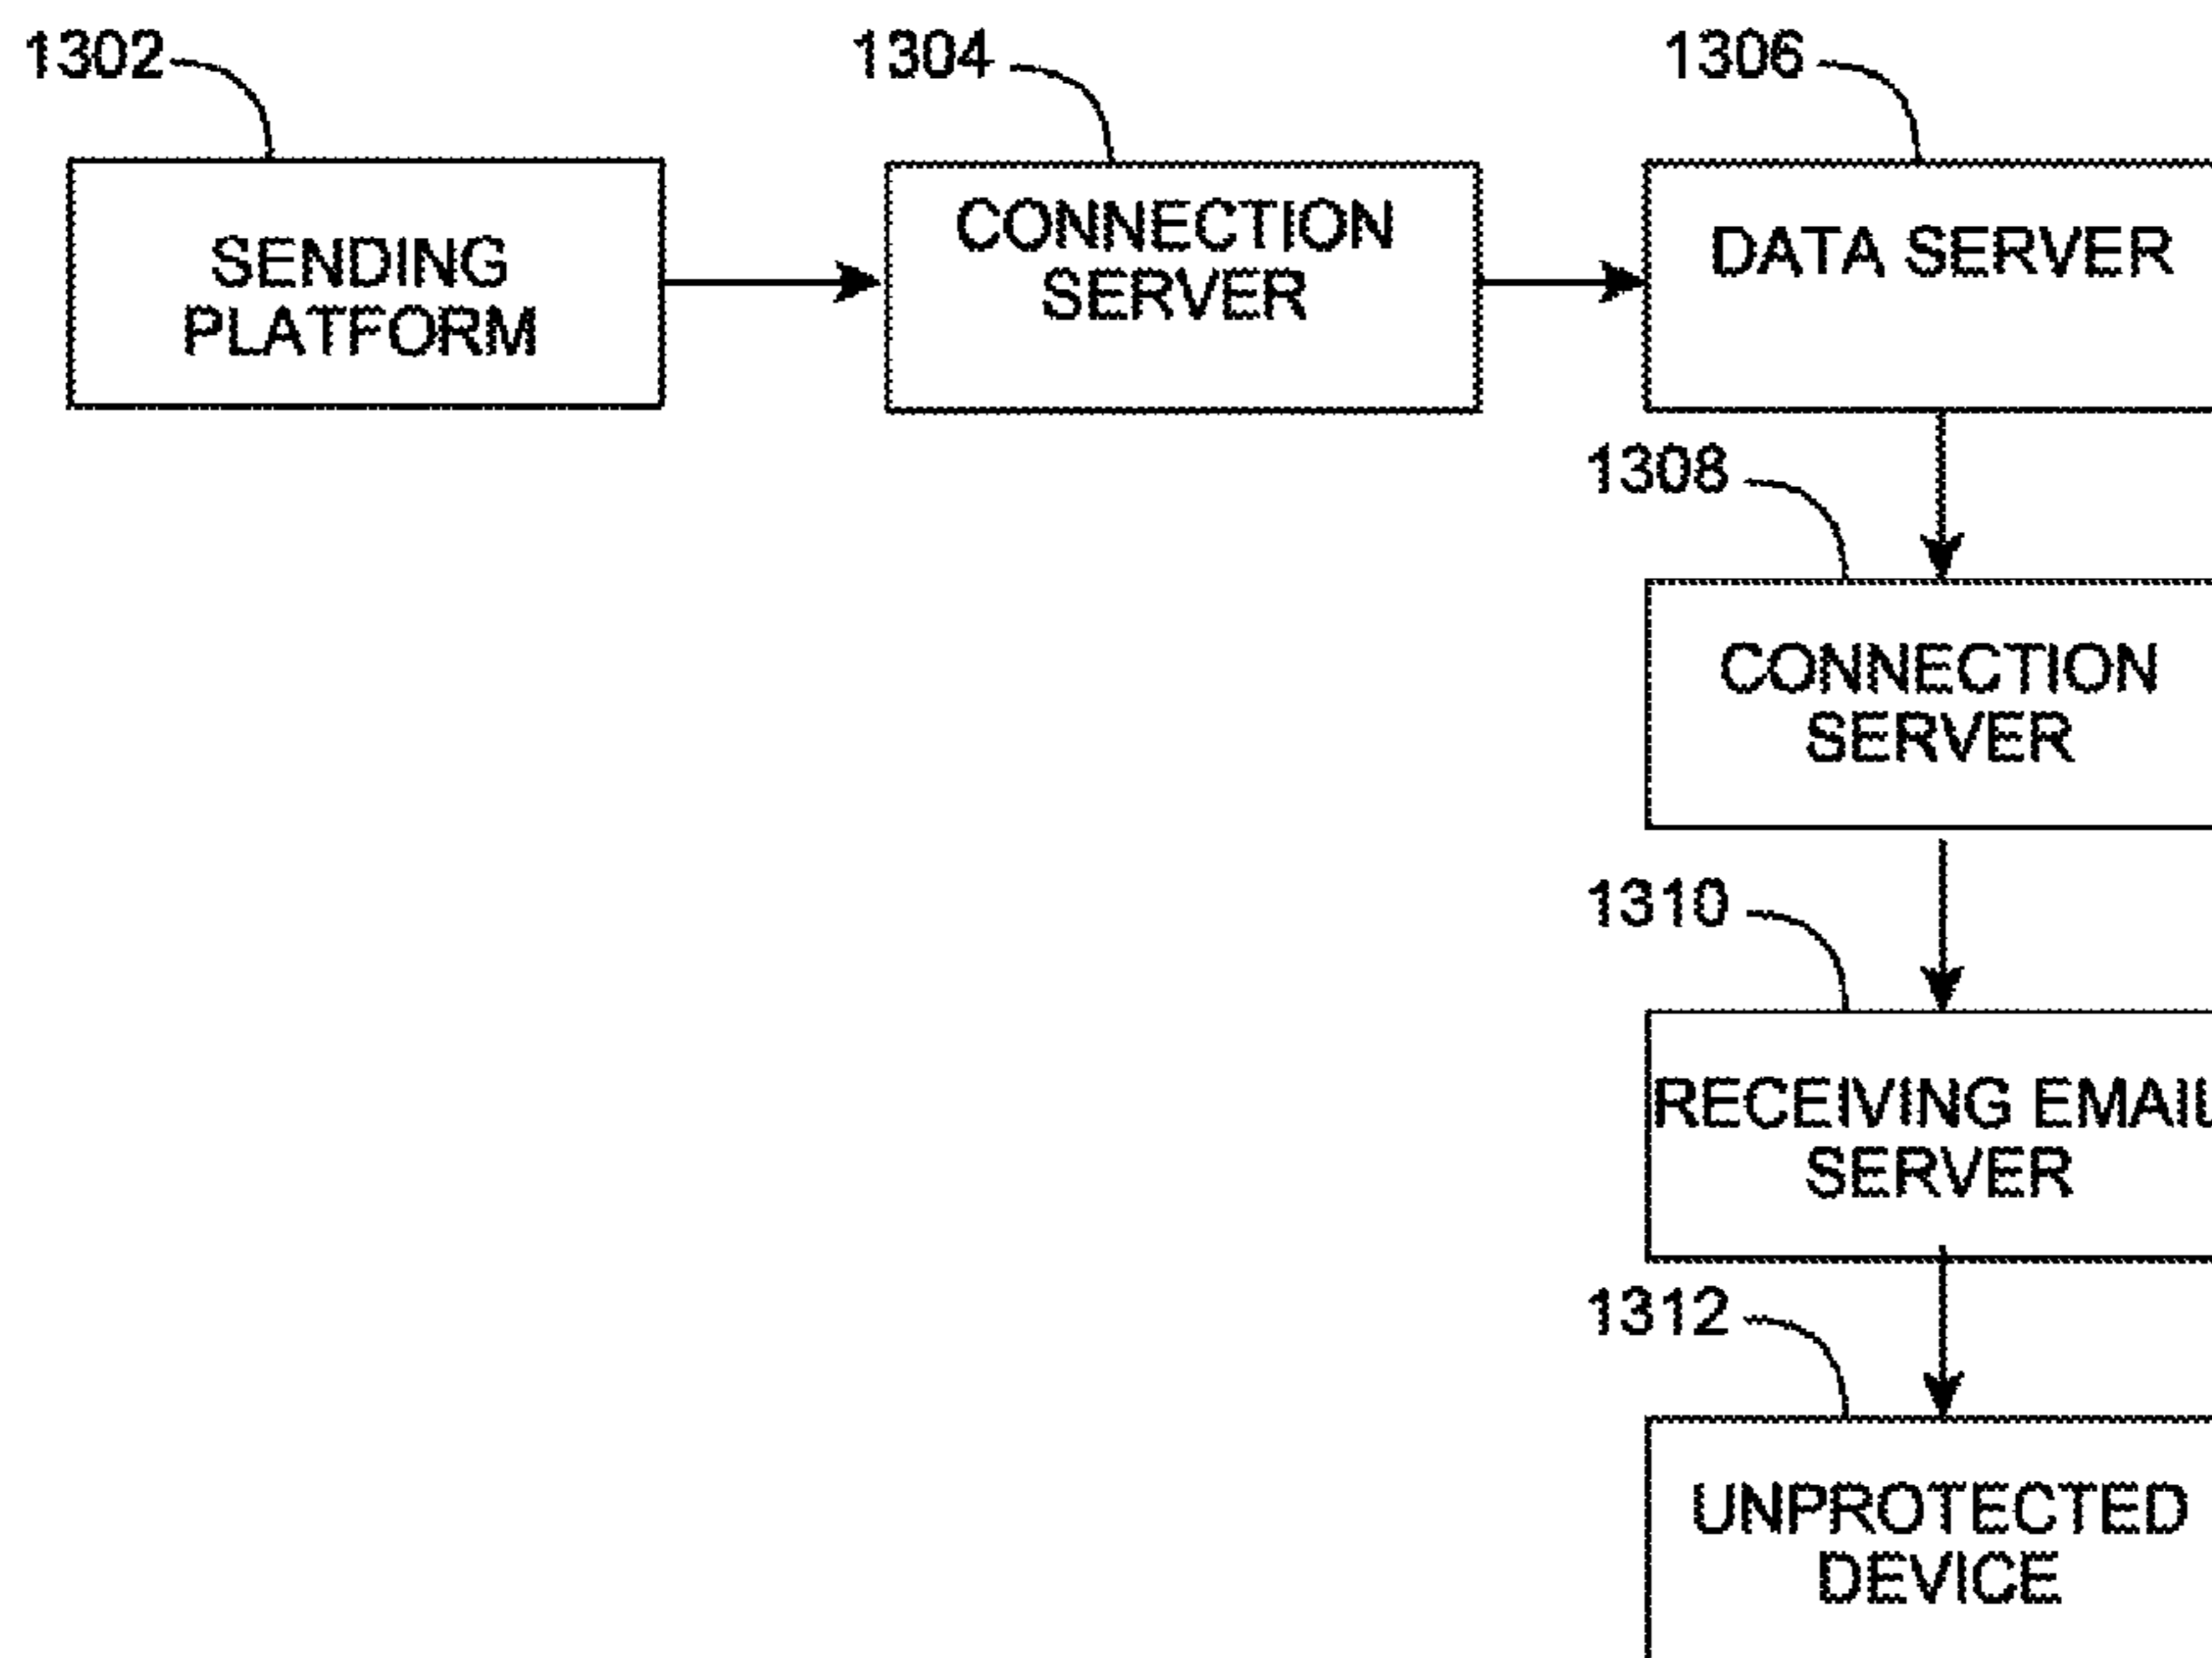 1302
1304
1306
SENDING
PLATFORM
CONNECTION
SERVER
DATA SERVER
1308
CONNECTION
SERVER
1310
RECEIVING EMAIL
SERVER
1312
UNPROTECTED
DEVICE